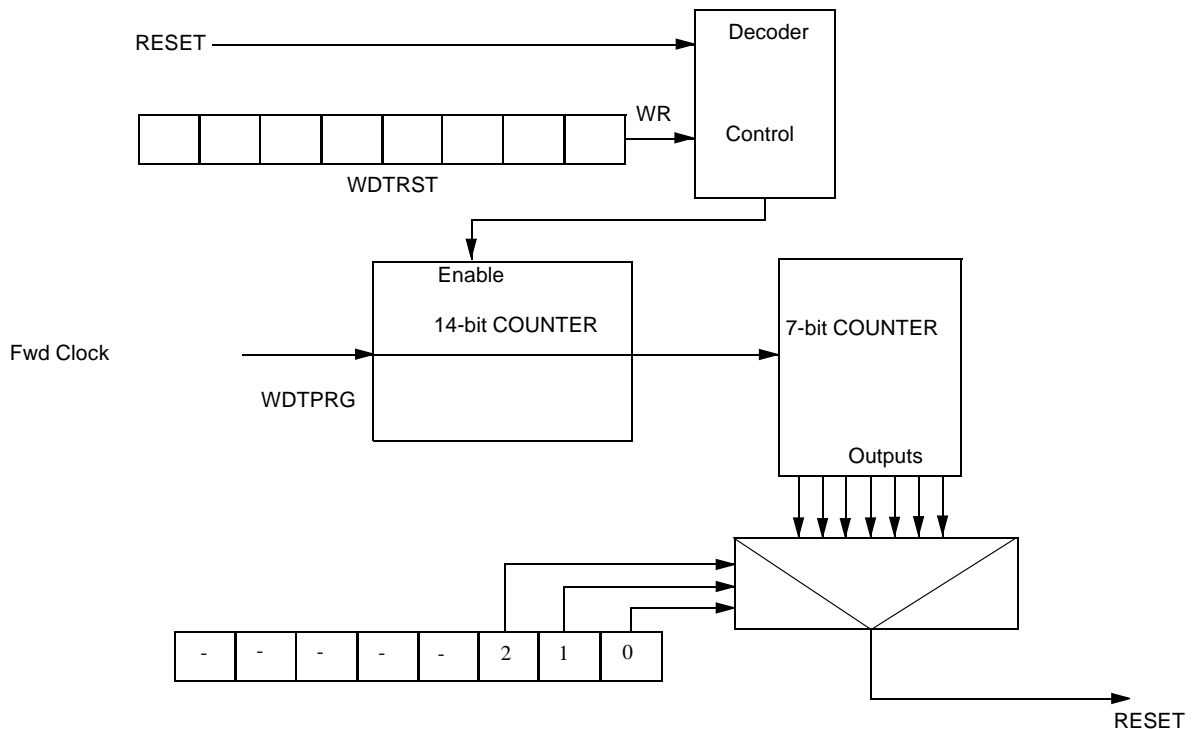 Decoder
RESET
WR
Control
WDTRST
Enable
14-bit COUNTER
7-bit COUNTER
Fwd Clock
WDTPRG
Outputs
- - - - - 2 1 0
RESET